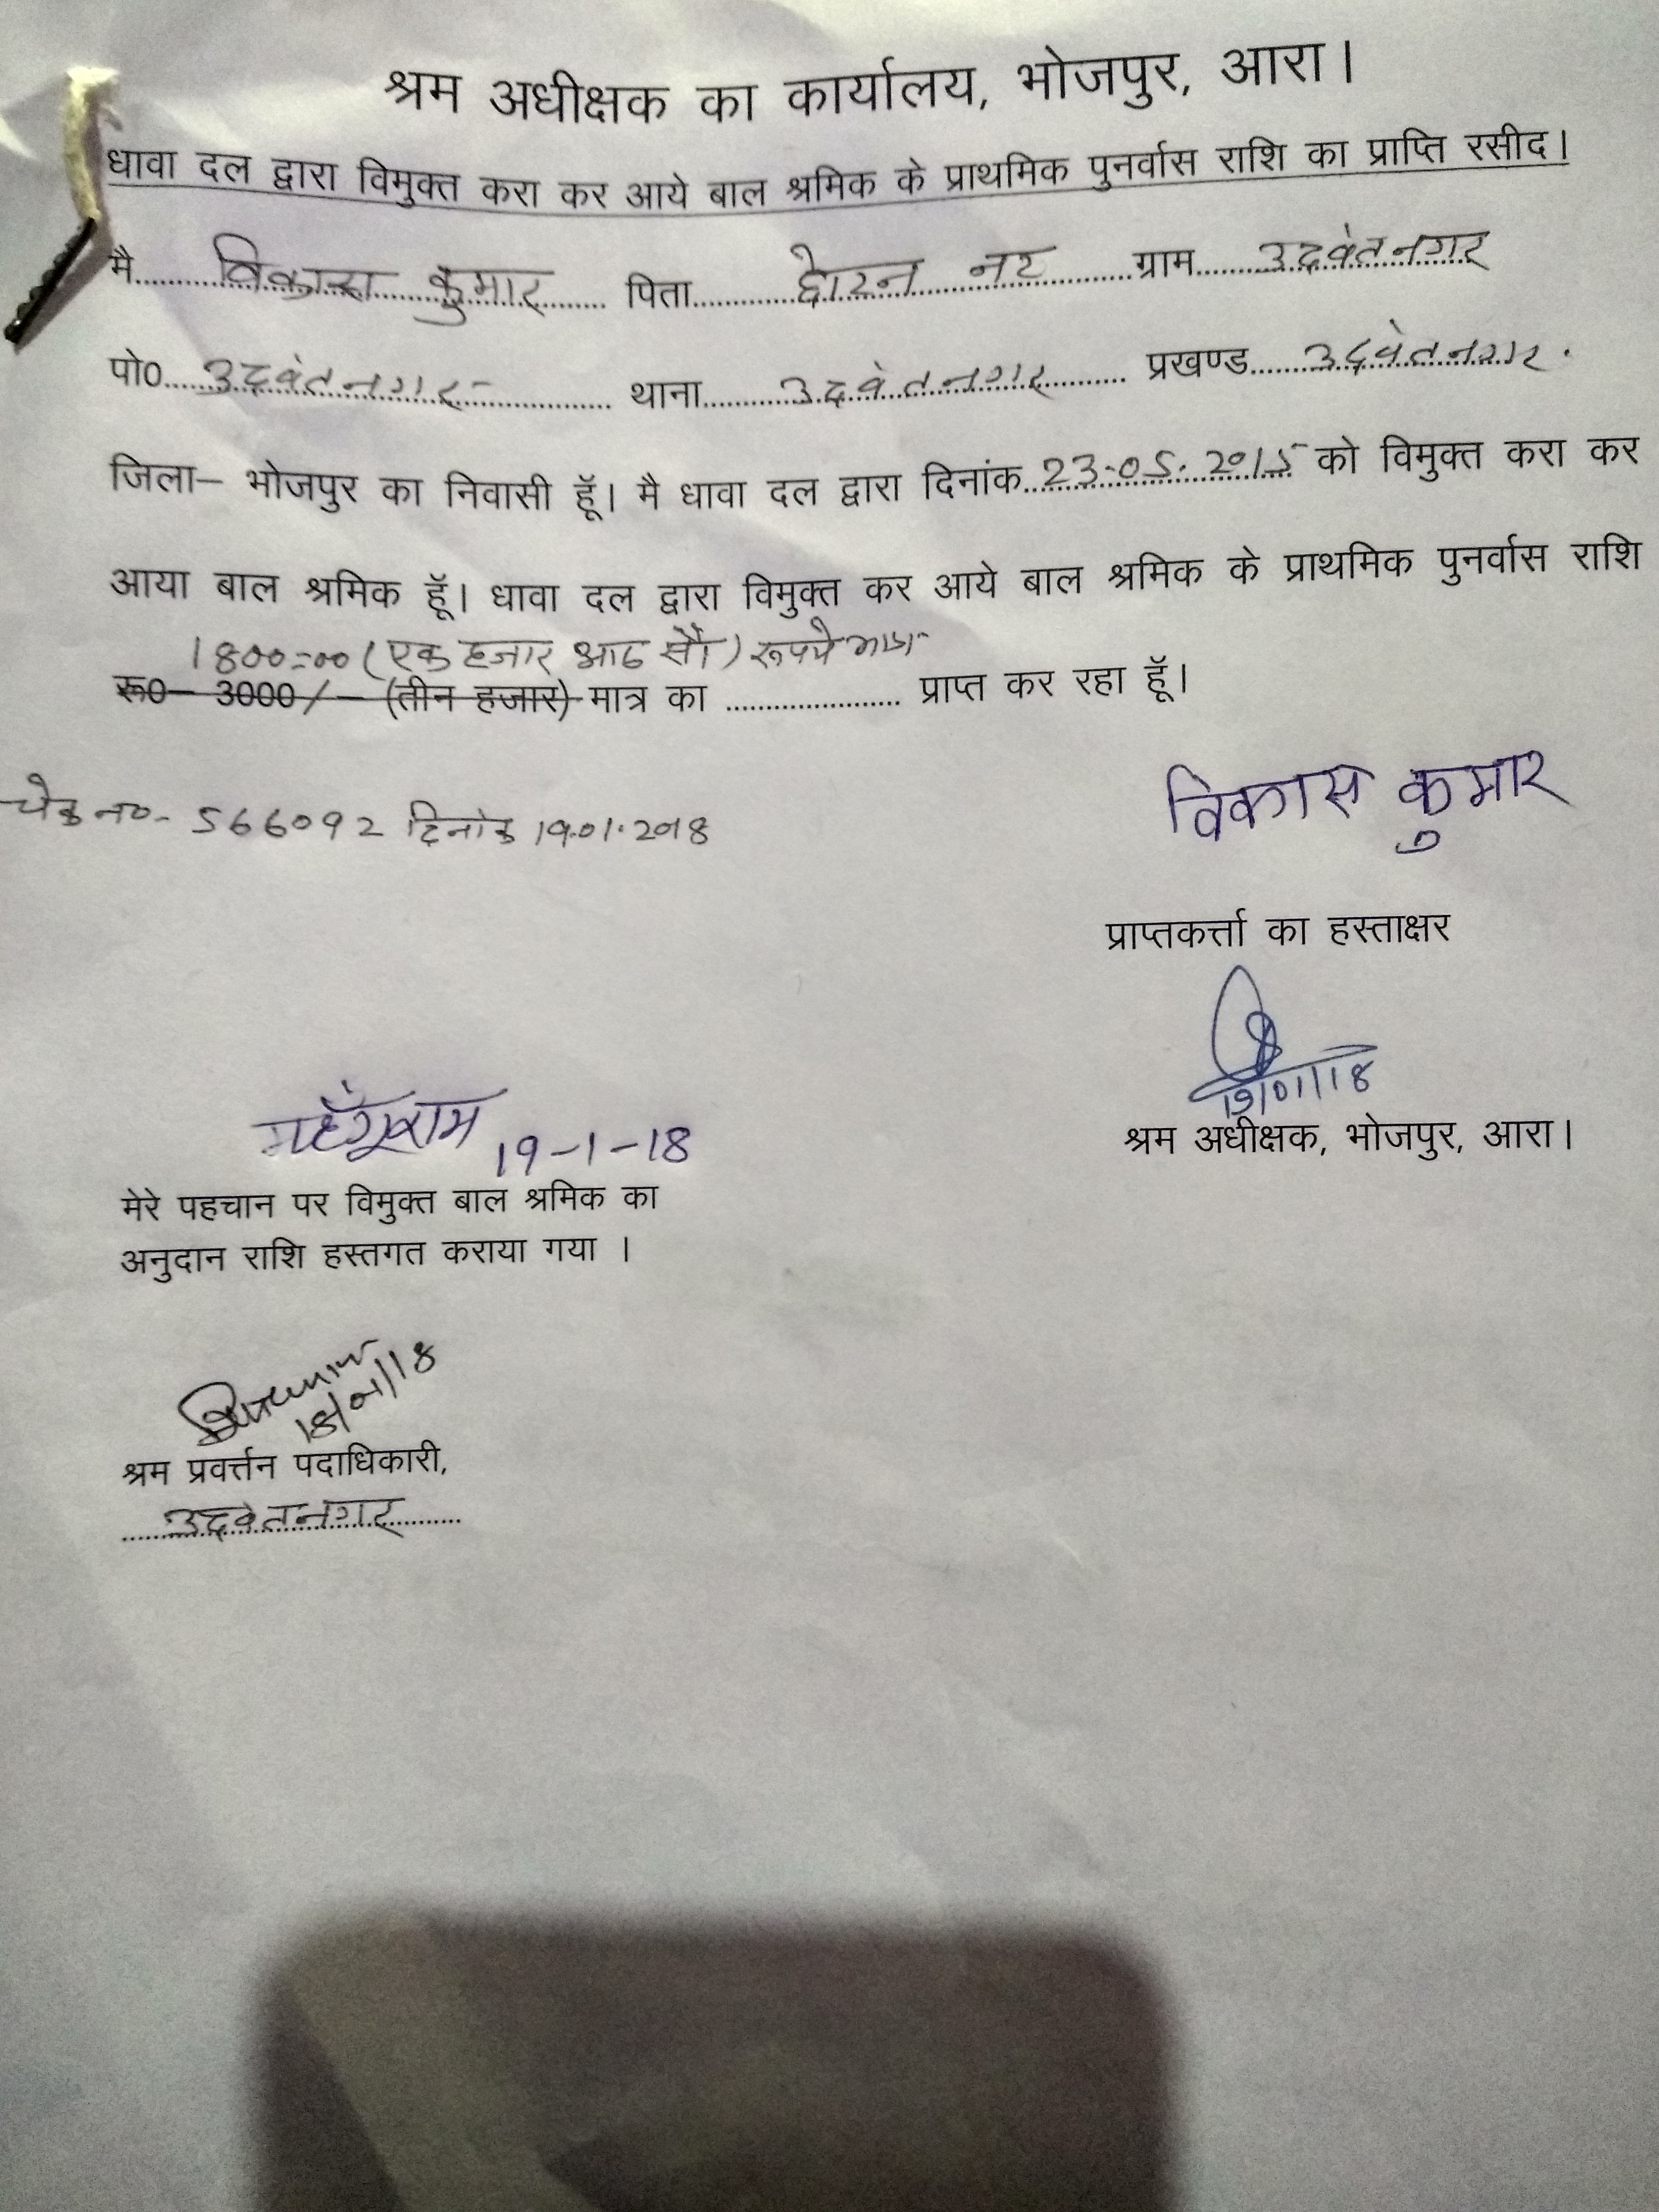 श्रम अधीक्षक का कार्यालय, भोजपुर, आरा।
धावा दल द्वारा विमुक्त करा कर आये बाल श्रमिक के प्राथमिक पुनर्वास राशि का प्राप्ति रसीद।
मै.......विकास कुमार....... पिता............ नट.......ग्राम.......उदवंतनगर
पो०.....उदवंतनगर........... थाना.......उदवंतनगर....... प्रखण्ड.....उदवंतनगर.
जिला– भोजपुर का निवासी हूँ। मै धावा दल द्वारा दिनांक..23.05.2015 को विमुक्त करा कर
आया बाल श्रमिक हूँ। धावा दल द्वारा विमुक्त कर आये बाल श्रमिक के प्राथमिक पुनर्वास राशि
1800=00 (एक हजार आठ सौ) रूपये मात्र
रू०– 3000/– (तीन हजार) मात्र का .................... प्राप्त कर रहा हूँ।
चेक नं०- 566092 दिनांक 19.01.2018
विकास कुमार
प्राप्तकर्त्ता का हस्ताक्षर
19/01/18
श्रम अधीक्षक, भोजपुर, आरा।
महँगूराम 19-1-18
मेरे पहचान पर विमुक्त बाल श्रमिक का
अनुदान राशि हस्तगत कराया गया ।
18/01/18
श्रम प्रवर्त्तन पदाधिकारी,
.....उदवंतनगर.......